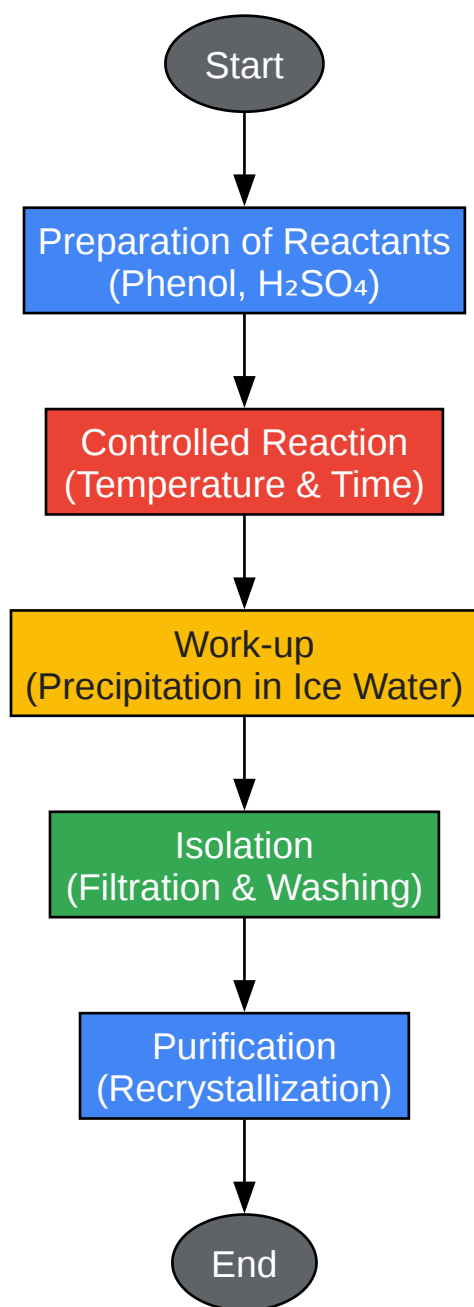 Start
Preparation of Reactants
(Phenol, H₂SO₄)
Controlled Reaction
(Temperature & Time)
Work-up
(Precipitation in Ice Water)
Isolation
(Filtration & Washing)
Purification
(Recrystallization)
End